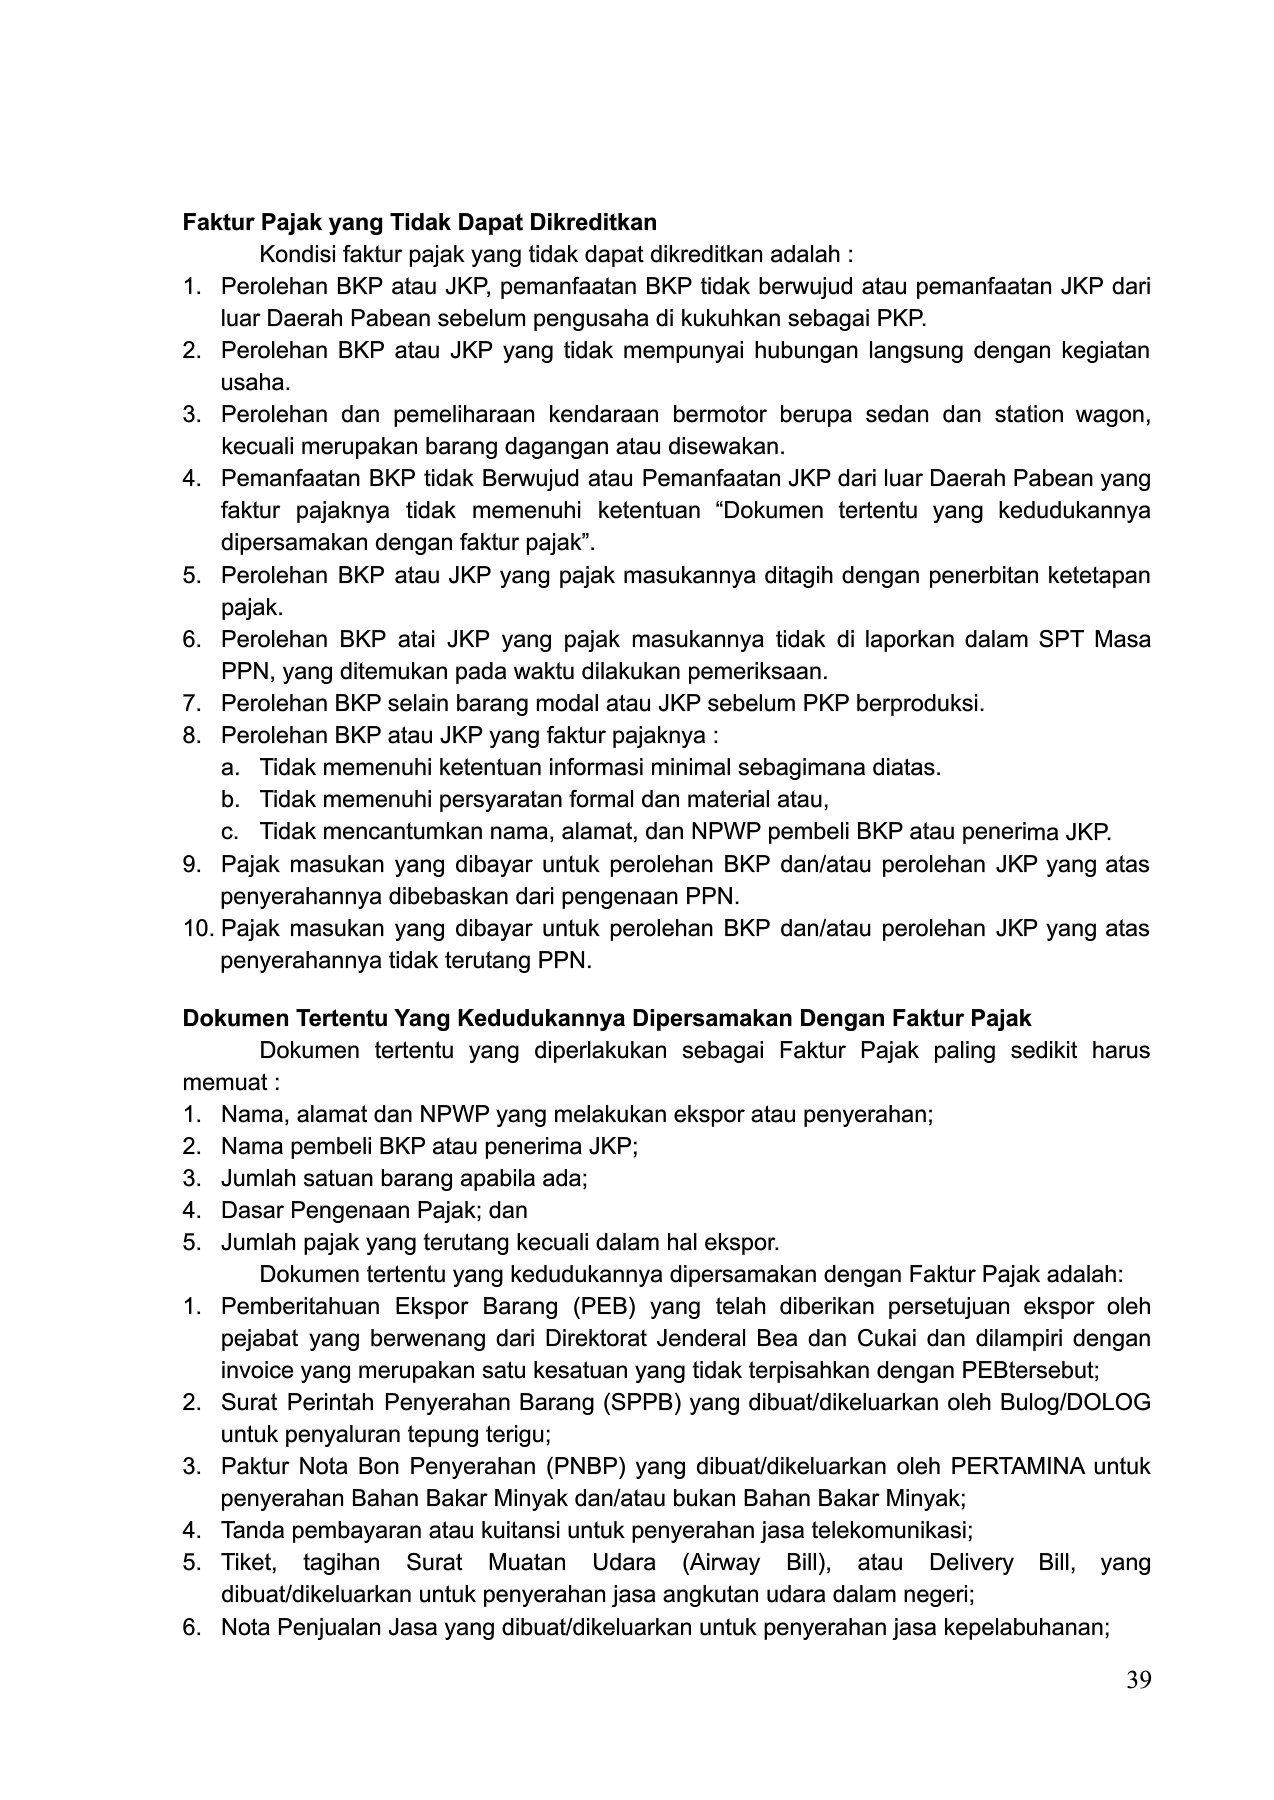 Faktur Pajak yang Tidak Dapat Dikreditkan
Kondisi faktur pajak yang tidak dapat dikreditkan adalah :
1. Perolehan BKP atau JKP, pemanfaatan BKP tidak berwujud atau pemanfaatan JKP dari
luar Daerah Pabean sebelum pengusaha di kukuhkan sebagai PKP.
2. Perolehan BKP atau JKP yang tidak mempunyai hubungan langsung dengan kegiatan
usaha.
3. Perolehan dan pemeliharaan kendaraan bermotor berupa sedan dan station wagon,
kecuali merupakan barang dagangan atau disewakan.
4. Pemanfaatan BKP tidak Berwujud atau Pemanfaatan JKP dari luar Daerah Pabean yang
faktur pajaknya tidak memenuhi ketentuan “Dokumen tertentu yang kedudukannya
dipersamakan dengan faktur pajak”.
5. Perolehan BKP atau JKP yang pajak masukannya ditagih dengan penerbitan ketetapan
pajak.
6. Perolehan BKP atai JKP yang pajak masukannya tidak di laporkan dalam SPT Masa
PPN, yang ditemukan pada waktu dilakukan pemeriksaan.
7. Perolehan BKP selain barang modal atau JKP sebelum PKP berproduksi.
8. Perolehan BKP atau JKP yang faktur pajaknya :
a. Tidak memenuhi ketentuan informasi minimal sebagimana diatas.
b. Tidak memenuhi persyaratan formal dan material atau,
c. Tidak mencantumkan nama, alamat, dan NPWP pembeli BKP atau penerima JKP.
9. Pajak masukan yang dibayar untuk perolehan BKP dan/atau perolehan JKP yang atas
penyerahannya dibebaskan dari pengenaan PPN.
10. Pajak masukan yang dibayar untuk perolehan BKP dan/atau perolehan JKP yang atas
penyerahannya tidak terutang PPN.
Dokumen Tertentu Yang Kedudukannya Dipersamakan Dengan Faktur Pajak
Dokumen tertentu yang diperlakukan sebagai Faktur Pajak paling sedikit harus
memuat :
1. Nama, alamat dan NPWP yang melakukan ekspor atau penyerahan;
2. Nama pembeli BKP atau penerima JKP;
3. Jumlah satuan barang apabila ada;
4. Dasar Pengenaan Pajak; dan
5. Jumlah pajak yang terutang kecuali dalam hal ekspor.
Dokumen tertentu yang kedudukannya dipersamakan dengan Faktur Pajak adalah:
1. Pemberitahuan Ekspor Barang (PEB) yang telah diberikan persetujuan ekspor oleh
pejabat yang berwenang dari Direktorat Jenderal Bea dan Cukai dan dilampiri dengan
invoice yang merupakan satu kesatuan yang tidak terpisahkan dengan PEBtersebut;
2. Surat Perintah Penyerahan Barang (SPPB) yang dibuat/dikeluarkan oleh Bulog/DOLOG
untuk penyaluran tepung terigu;
3. Paktur Nota Bon Penyerahan (PNBP) yang dibuat/dikeluarkan oleh PERTAMINA untuk
penyerahan Bahan Bakar Minyak dan/atau bukan Bahan Bakar Minyak;
4. Tanda pembayaran atau kuitansi untuk penyerahan jasa telekomunikasi;
5. Tiket, tagihan Surat Muatan Udara (Airway Bill), atau Delivery Bill, yang
dibuat/dikeluarkan untuk penyerahan jasa angkutan udara dalam negeri;
6. Nota Penjualan Jasa yang dibuat/dikeluarkan untuk penyerahan jasa kepelabuhanan;
39